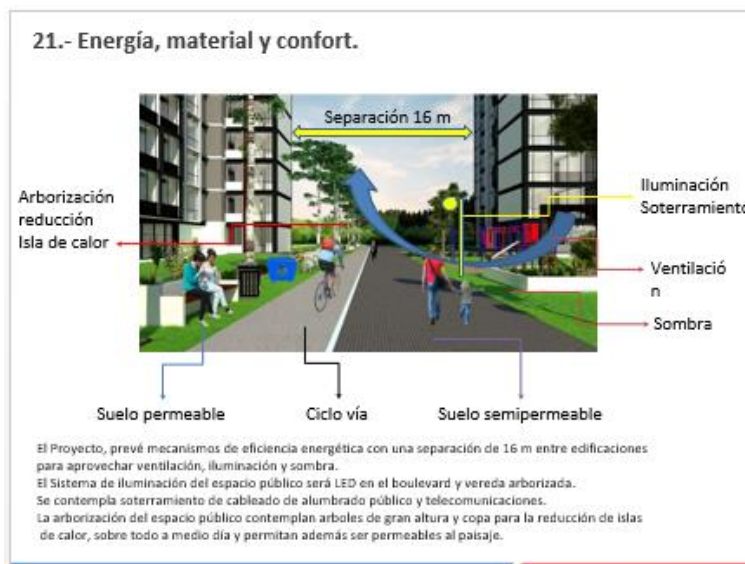 21.- Energía, material y confort.
Separación 16 m
Arborización
reducción
Isla de calor
Iluminación
Soterramiento
Ventilació
n
Sombra
Suelo permeable
Ciclo vía
Suelo semipermeable
El Proyecto, prevé mecanismos de eficiencia energética con una separación de 16 m entre edificaciones
para aprovechar ventilación, iluminación y sombra.
El Sistema de iluminación del espacio público será LED en el boulevard y vereda arborizada.
Se contempla soterramiento de cableado de alumbrado público y telecomunicaciones.
La arborización del espacio público contemplan arboles de gran altura y copa para la reducción de islas
de calor, sobre todo a medio día y permitan además ser permeables al paisaje.